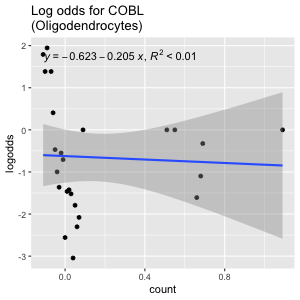 Log odds for COBL
(Oligodendrocytes)
y = −0.623 − 0.205 x, R² < 0.01
2
1
0
-1
-2
-3
logodds
0.0 0.4 0.8
count